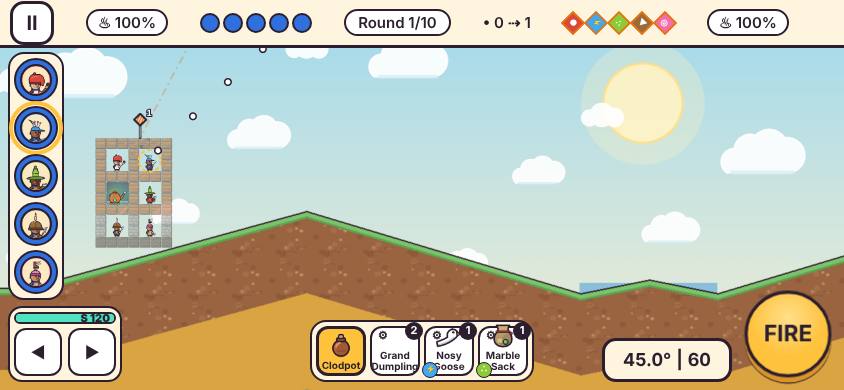 100%
Round 1/10
• 0 ⇢ 1
100%
1
S 120
Clodpot
2
Grand
Dumpling
1
Nosy
Goose
1
Marble
Sack
45.0° | 60
FIRE